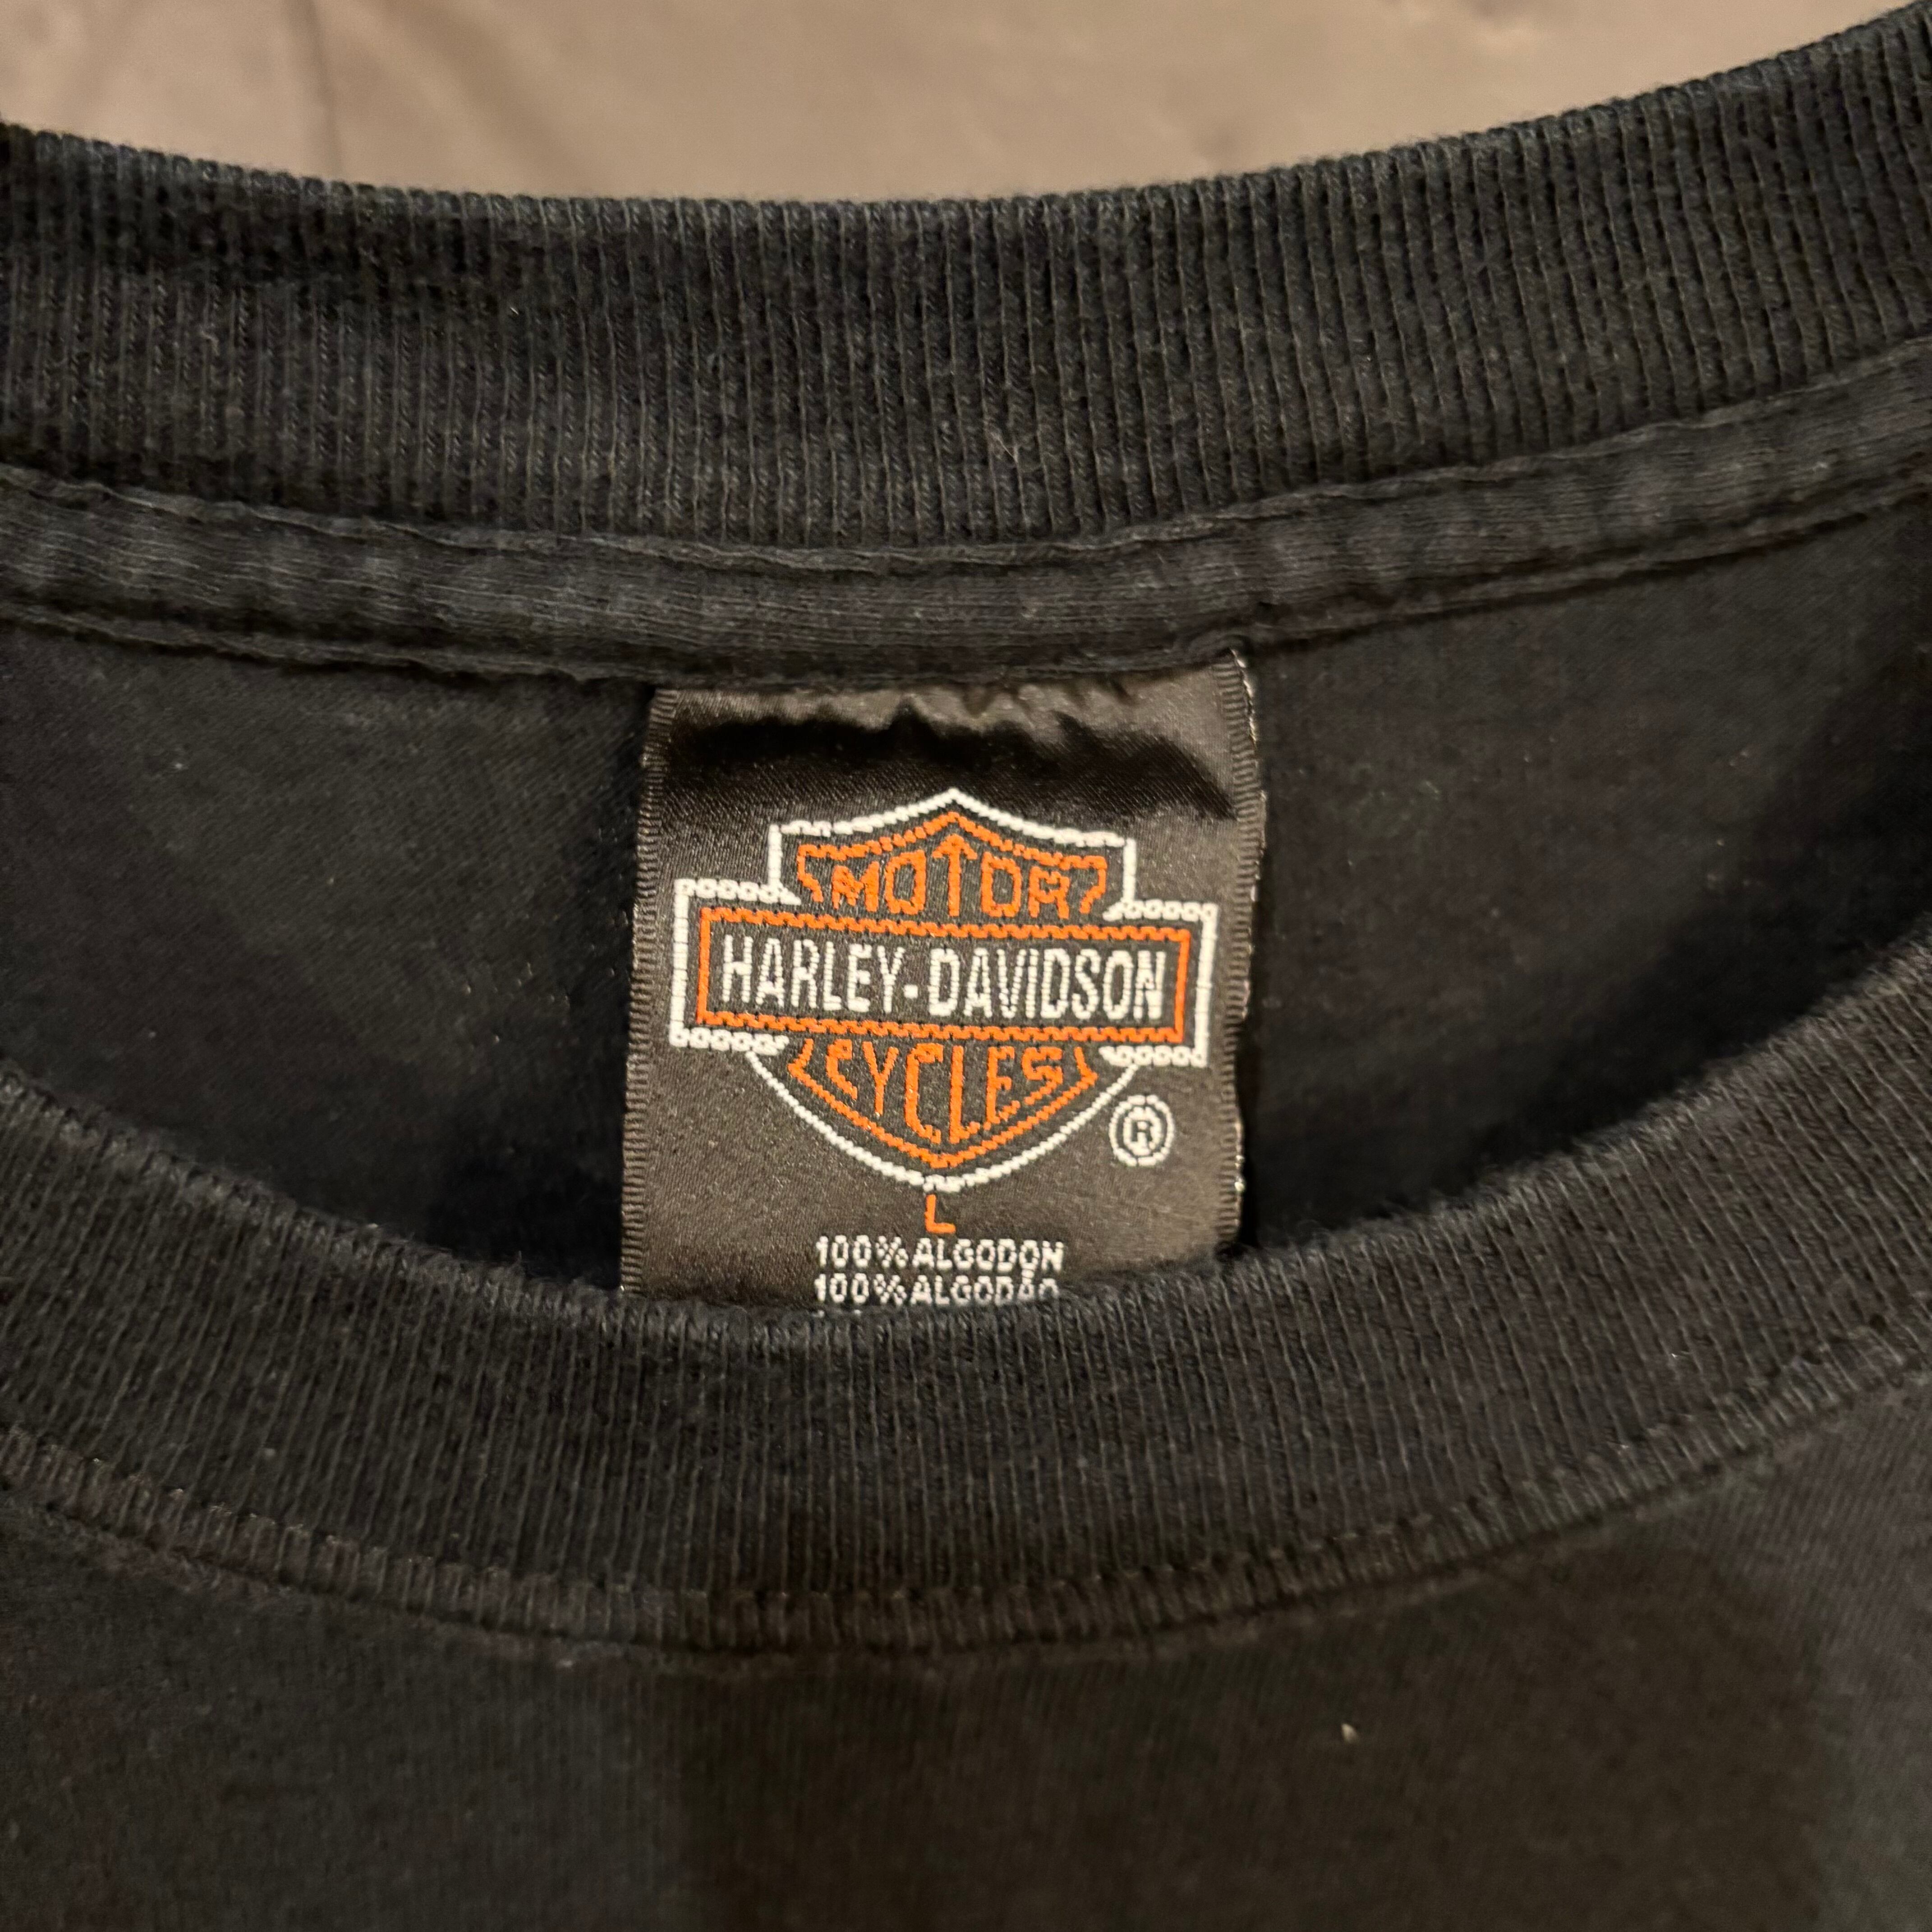 MOTOR
HARLEY-DAVIDSON
CYCLES
®
L
100% ALGODON
100% ALGODÃO